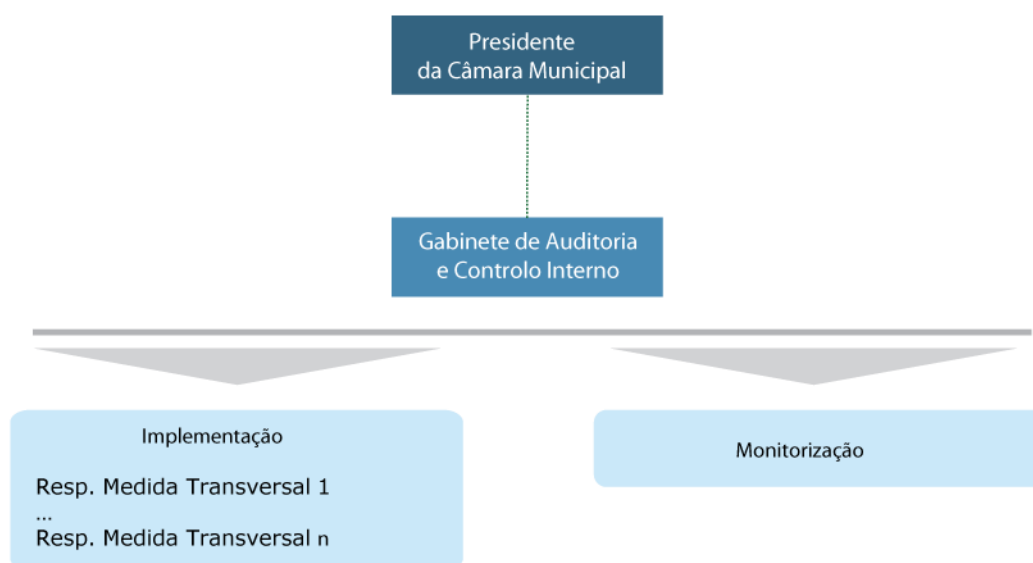 Presidente
da Câmara Municipal
Gabinete de Auditoria
e Controlo Interno
Implementação
Resp. Medida Transversal 1
...
Resp. Medida Transversal n
Monitorização